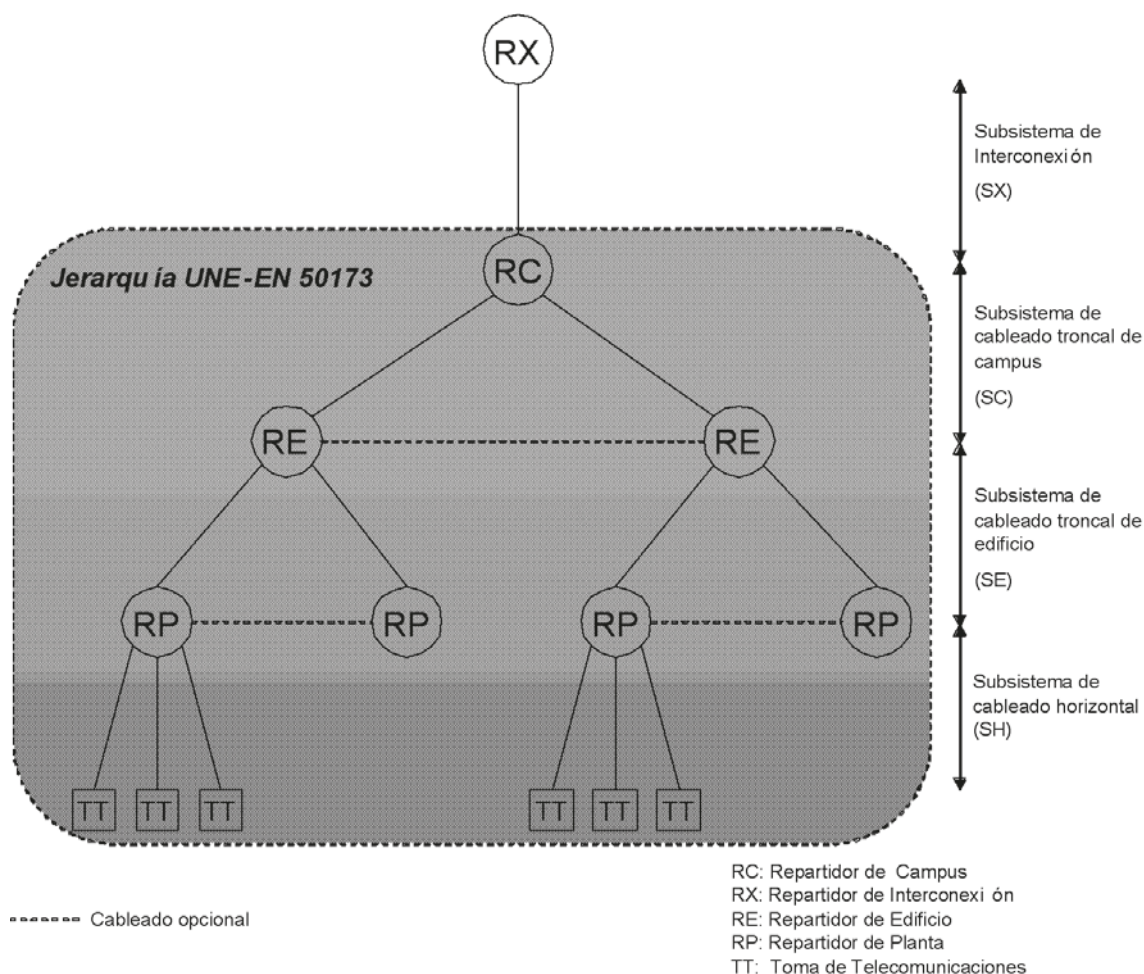 RX
Subsistema de
Interconexión
(SX)
Jerarquía UNE-EN 50173
RC
Subsistema de
cableado troncal de
campus
(SC)
RE
RE
Subsistema de
cableado troncal de
edificio
(SE)
RP
RP
RP
RP
Subsistema de
cableado horizontal
(SH)
TT
TT
TT
TT
TT
TT
RC: Repartidor de Campus
RX: Repartidor de Interconexión
Cableado opcional
RE: Repartidor de Edificio
RP: Repartidor de Planta
TT: Toma de Telecomunicaciones